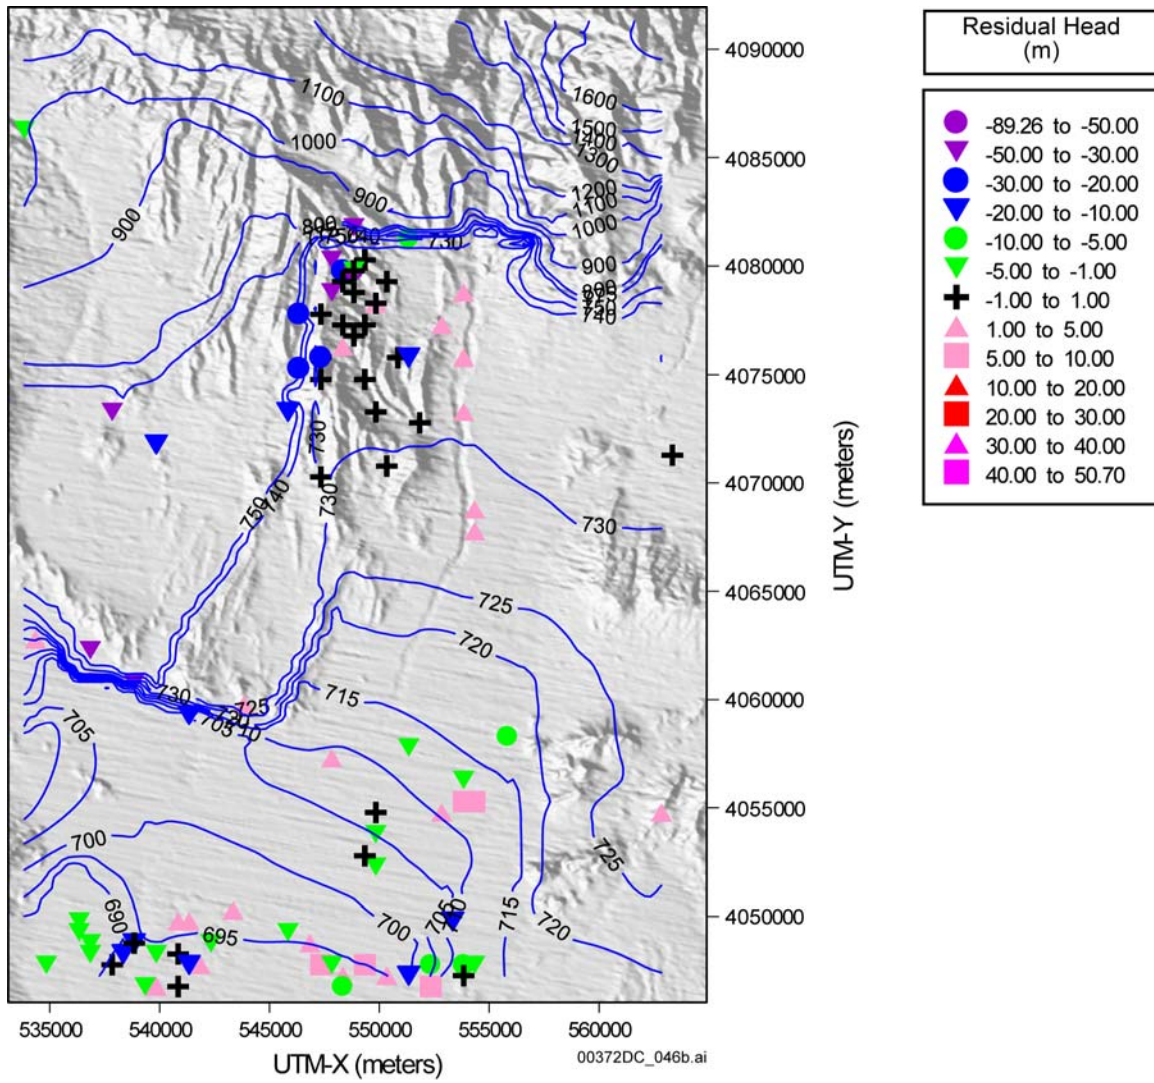 Residual Head
(m)
-89.26 to -50.00
-50.00 to -30.00
-30.00 to -20.00
-20.00 to -10.00
-10.00 to -5.00
-5.00 to -1.00
-1.00 to 1.00
1.00 to 5.00
5.00 to 10.00
10.00 to 20.00
20.00 to 30.00
30.00 to 40.00
40.00 to 50.70
4090000
4085000
4080000
4075000
4070000
4065000
4060000
4055000
4050000
UTM-Y (meters)
1100
1600
1000
1500
1400
1300
1200
900
1100
1000
900
800
730
900
740
730
730
740
750
730
725
720
715
730
725
705
705
710
700
725
690
695
700
705
715
720
535000 540000 545000 550000 555000 560000
UTM-X (meters)
00372DC_046b.ai